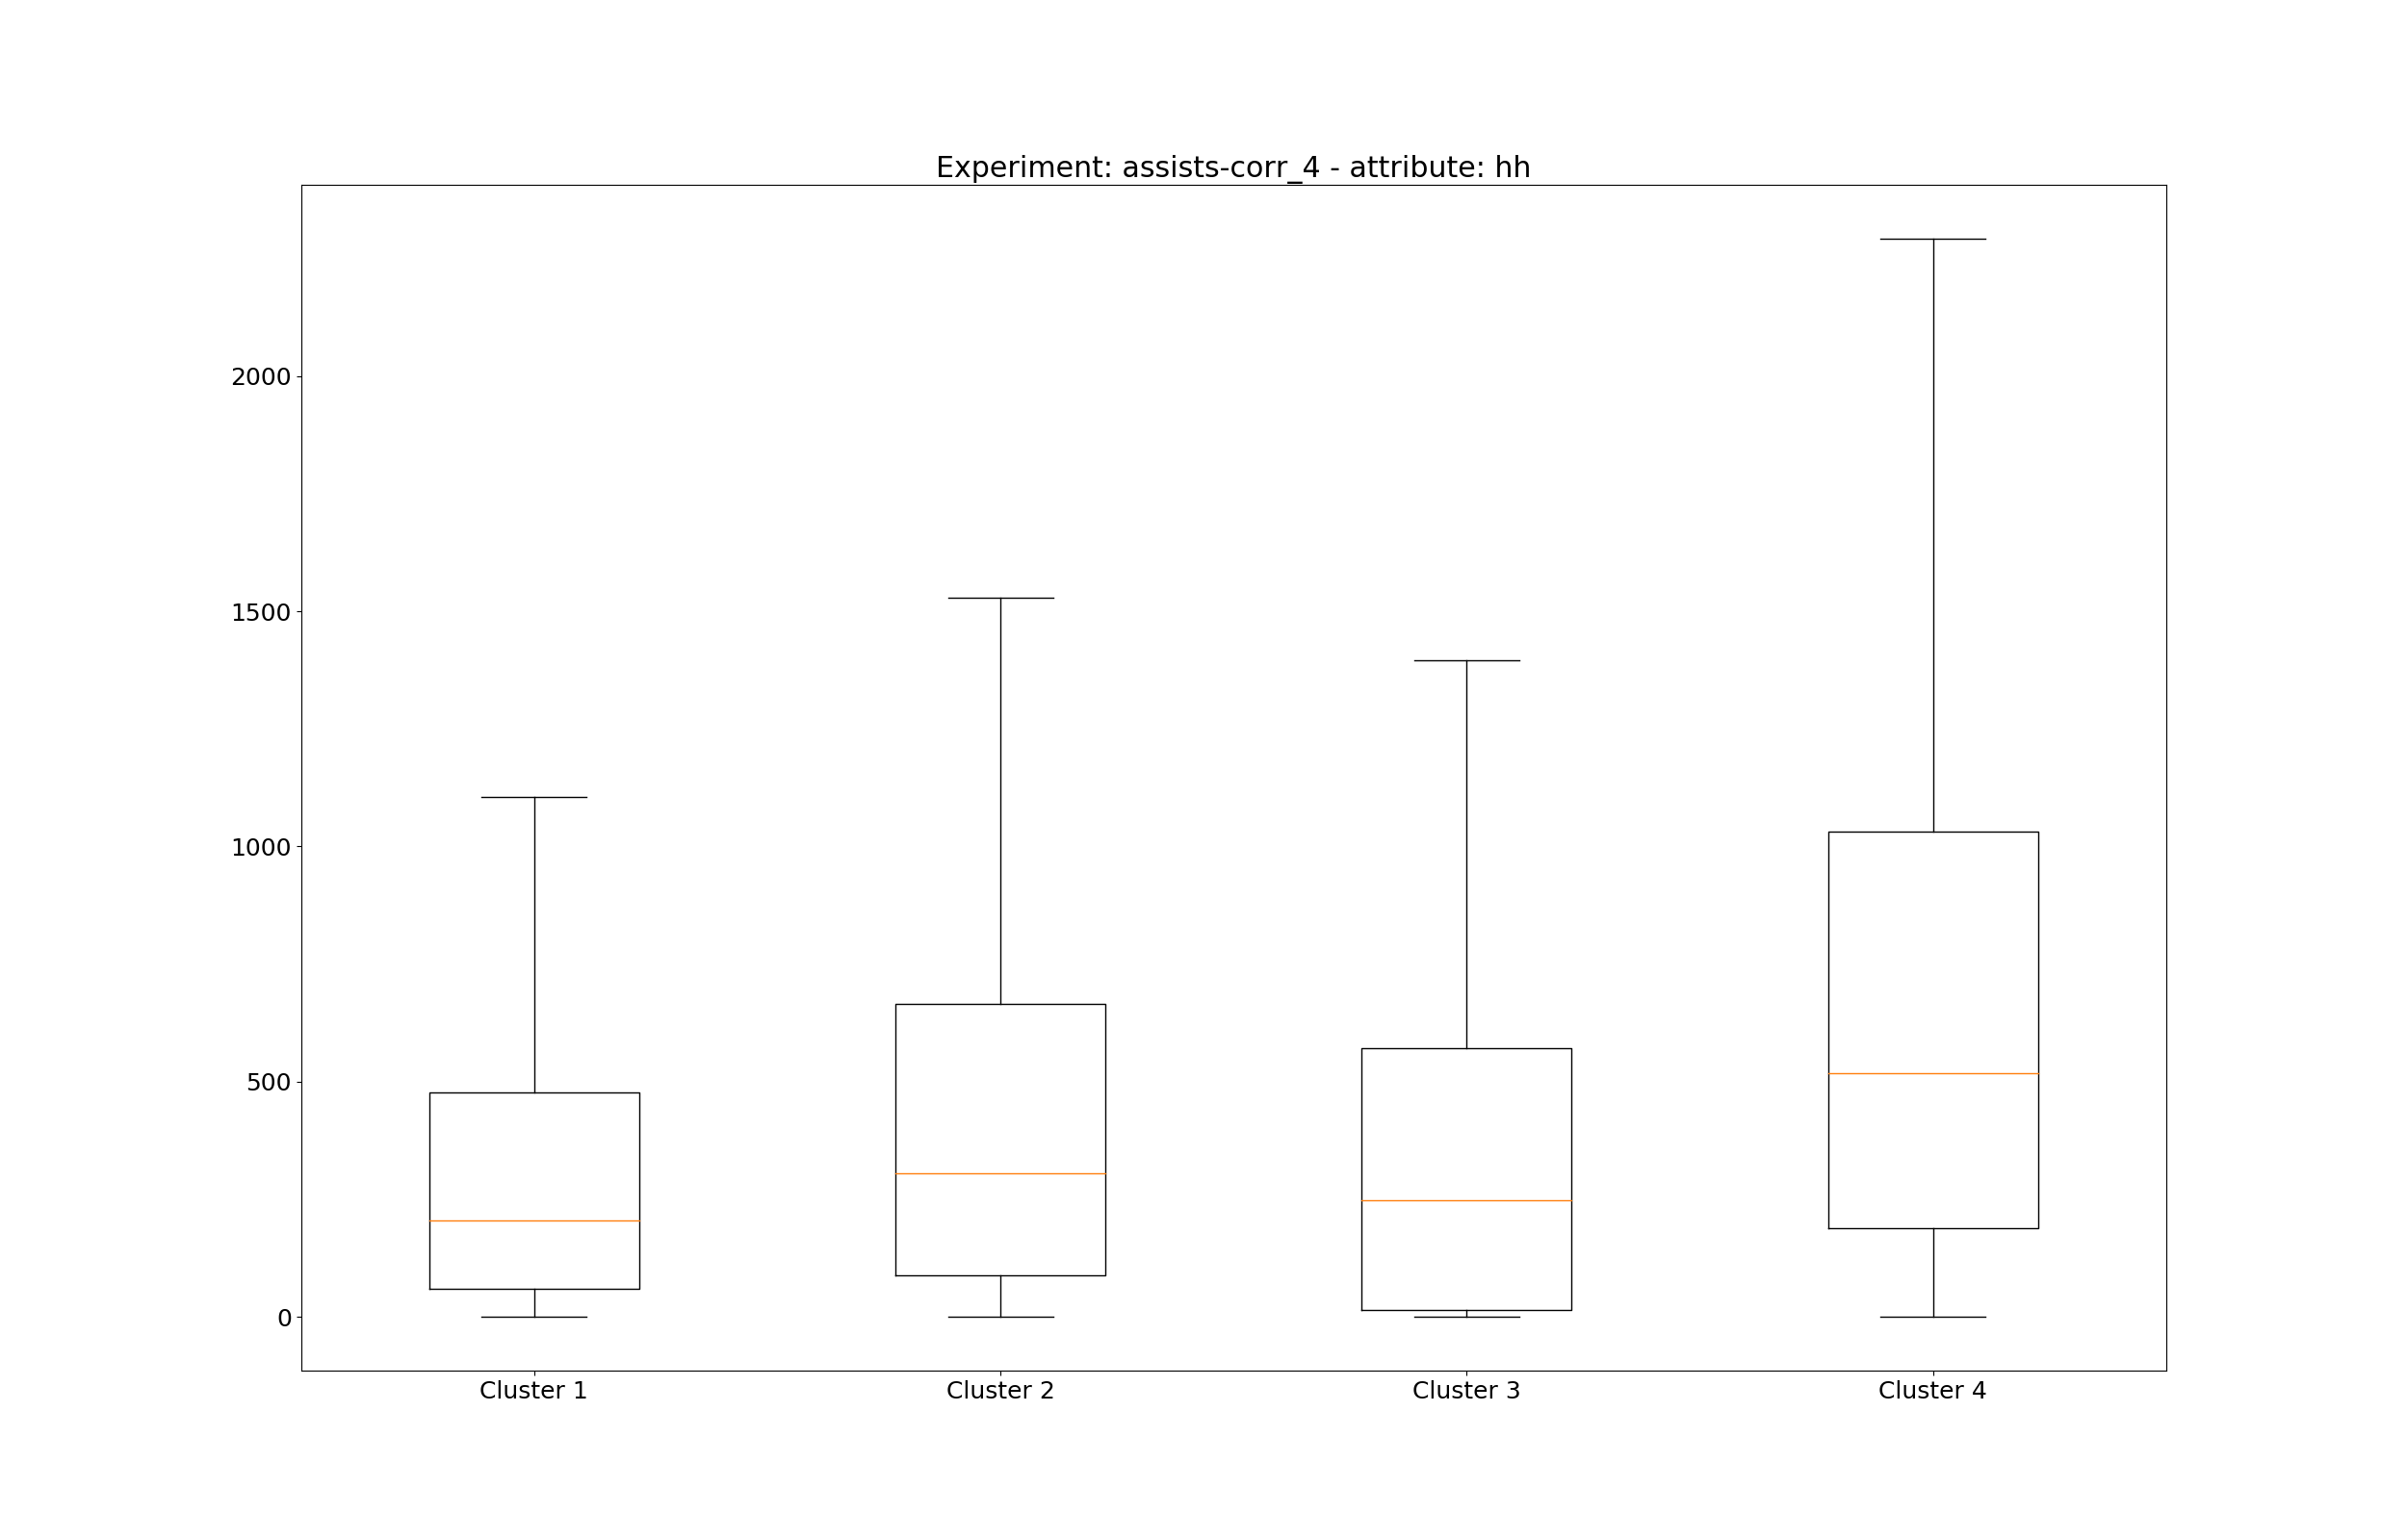 Experiment: assists-corr_4 - attribute: hh
2000
1500
1000
500
0
Cluster 1 Cluster 2 Cluster 3 Cluster 4